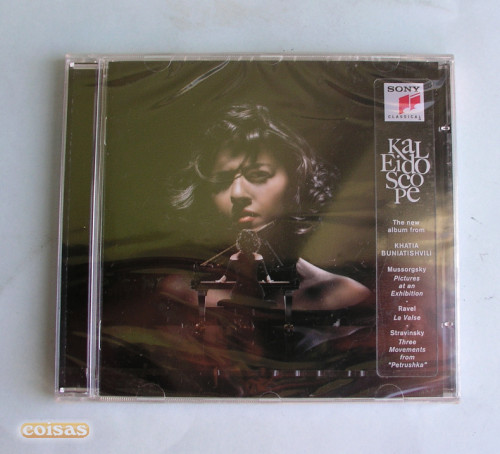 SONY
CLASSICAL
KaL
Eido
SCO
PE
The new
album from
KHATIA
BUNIATISHVILI
Mussorgsky
Pictures
at an
Exhibition
Ravel
La Valse
Stravinsky
Three
Movements
from
"Petrushka"
coisas